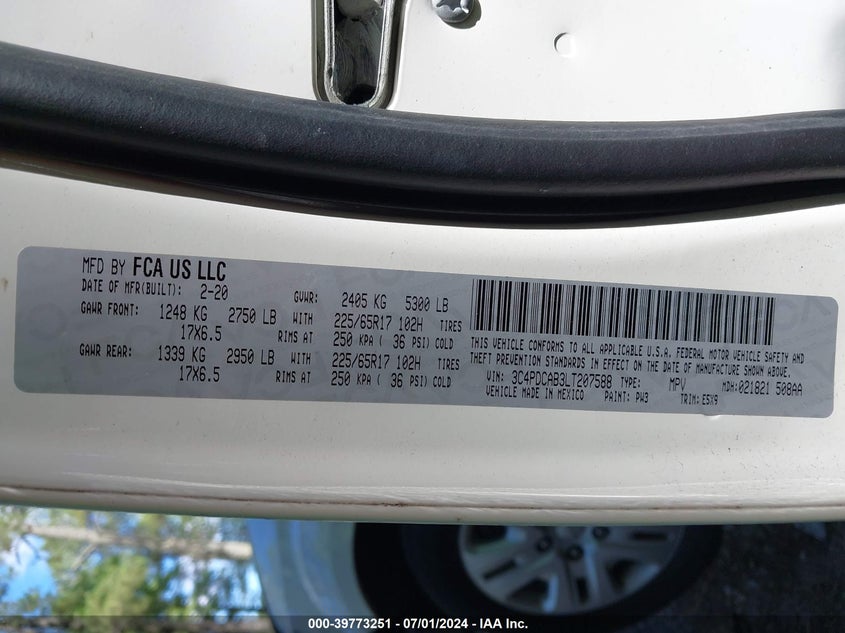 MFD BY FCA US LLC
DATE OF MFR(BUILT): 2-20 GVWR: 2405 KG 5300 LB
GAWR FRONT: 1248 KG 2750 LB WITH 225/65R17 102H TIRES
17X6.5 RIMS AT 250 KPA ( 36 PSI) COLD
GAWR REAR: 1339 KG 2950 LB WITH 225/65R17 102H TIRES
17X6.5 RIMS AT 250 KPA ( 36 PSI) COLD
THIS VEHICLE CONFORMS TO ALL APPLICABLE U.S.A. FEDERAL MOTOR VEHICLE SAFETY AND
THEFT PREVENTION STANDARDS IN EFFECT ON THE DATE OF MANUFACTURE SHOWN ABOVE.
VIN: 3C4PDCAB3LT207588 TYPE: MPV MDH:021821 508AA
VEHICLE MADE IN MEXICO PAINT: PW3 TRIM: E5X9
000-39773251 - 07/01/2024 - IAA Inc.